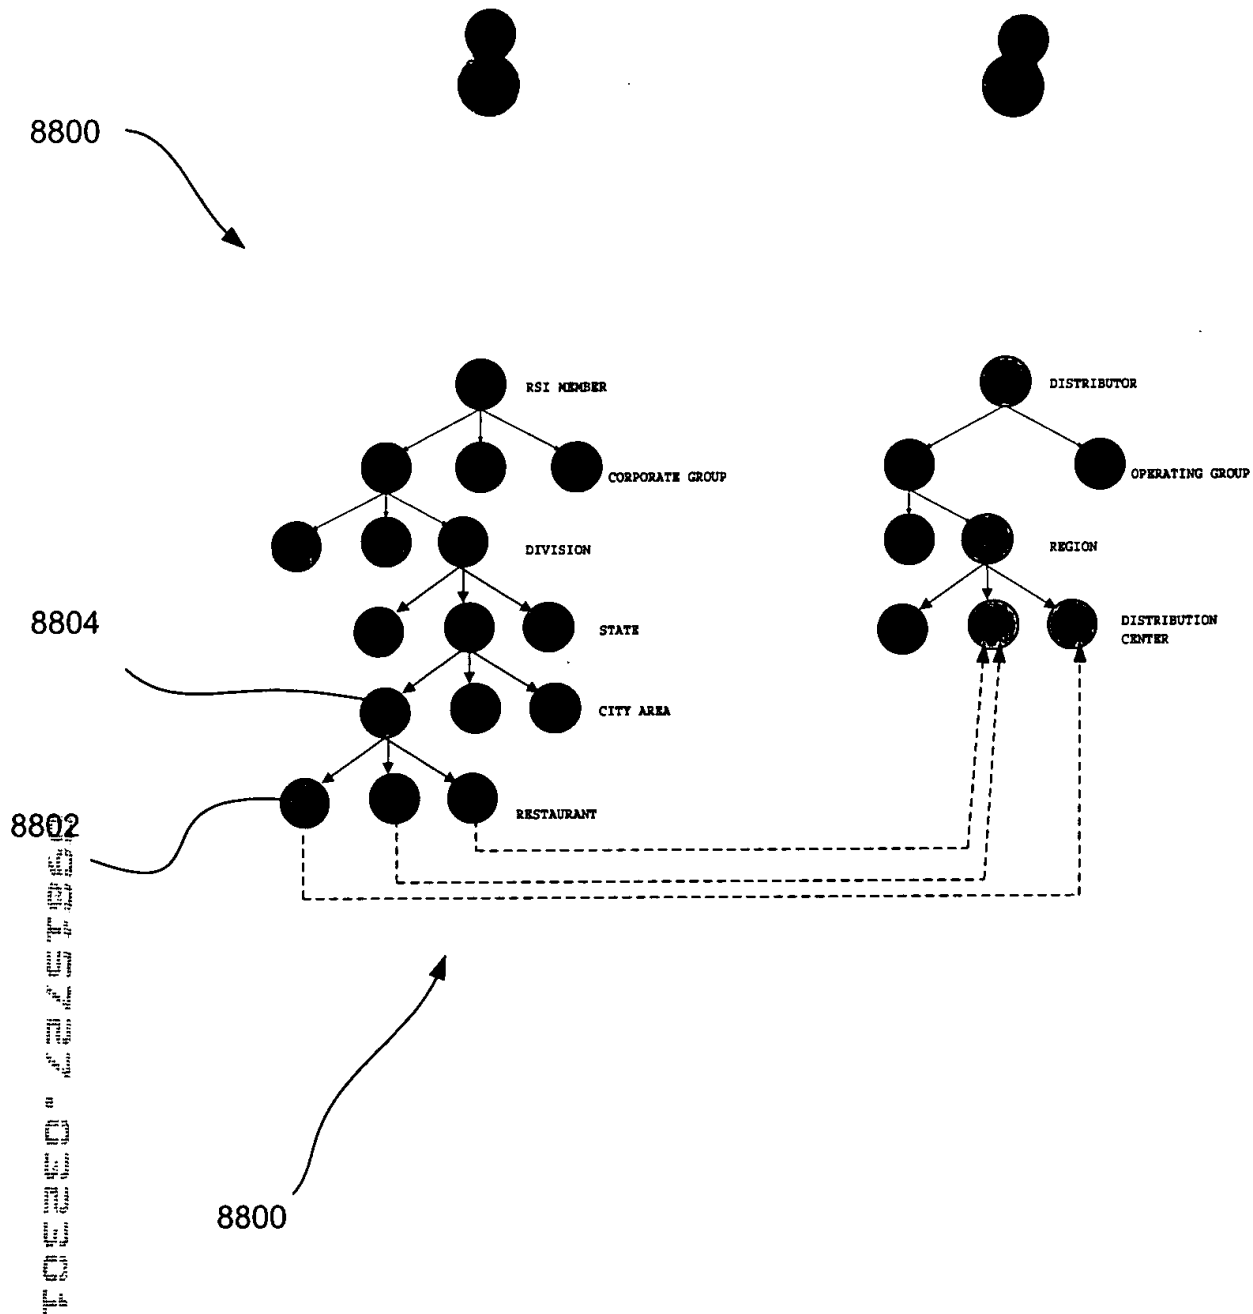 8800
RSI MEMBER
DISTRIBUTOR
CORPORATE GROUP
OPERATING GROUP
DIVISION
REGION
8804
STATE
DISTRIBUTION
CENTER
CITY AREA
RESTAURANT
8802
8800